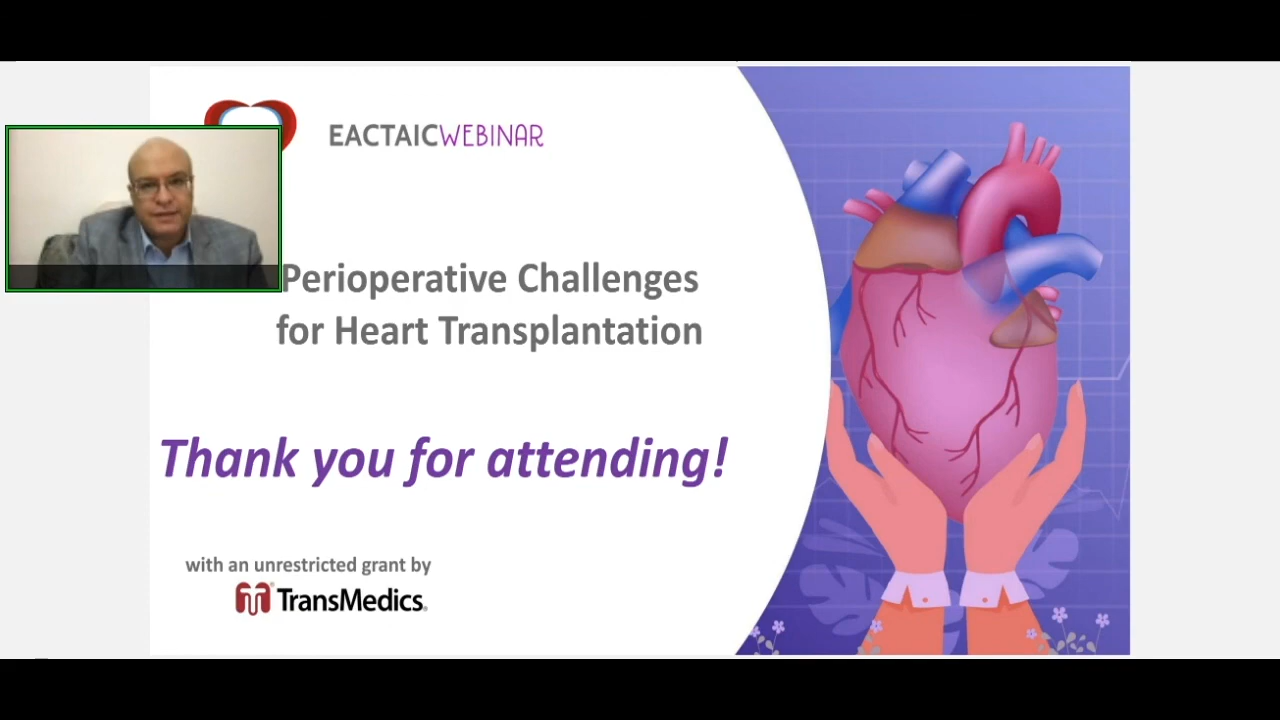 EACTAICWEBINAR
Perioperative Challenges
for Heart Transplantation
Thank you for attending!
with an unrestricted grant by
TransMedics